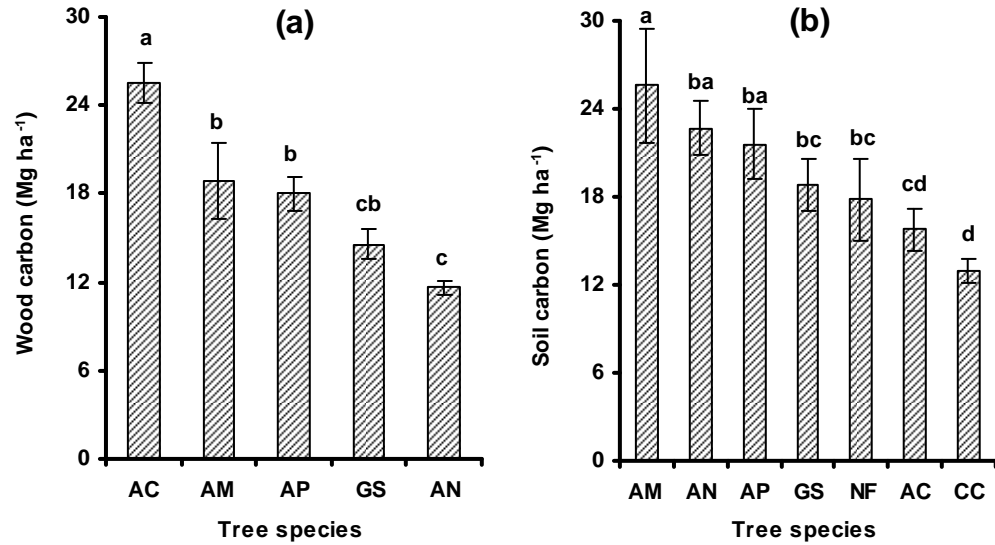 (a)
Wood carbon (Mg ha⁻¹)
30
24
18
12
6
0
a
b
b
cb
c
AC AM AP GS AN
Tree species
(b)
Soil carbon (Mg ha⁻¹)
30
24
18
12
6
0
a
ba
ba
bc
bc
cd
d
AM AN AP GS NF AC CC
Tree species